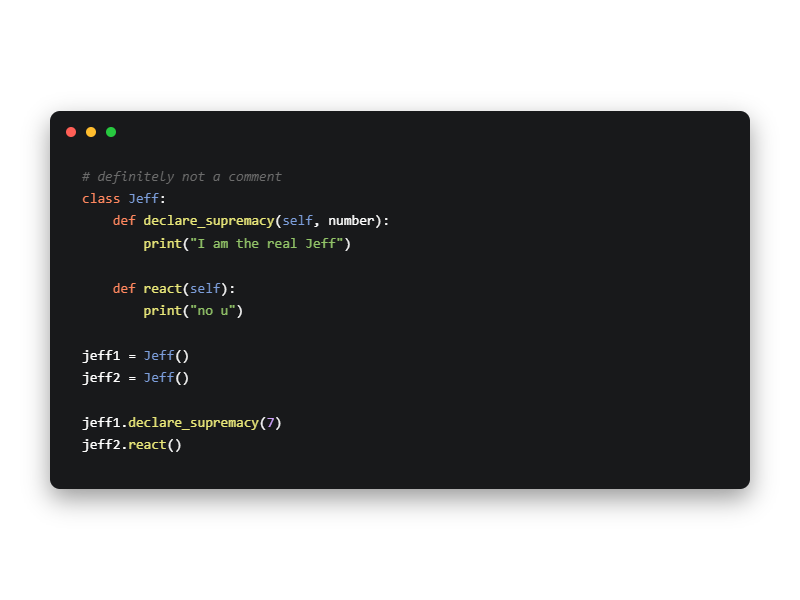 # definitely not a comment
class Jeff:
    def declare_supremacy(self, number):
        print("I am the real Jeff")

    def react(self):
        print("no u")

jeff1 = Jeff()
jeff2 = Jeff()

jeff1.declare_supremacy(7)
jeff2.react()